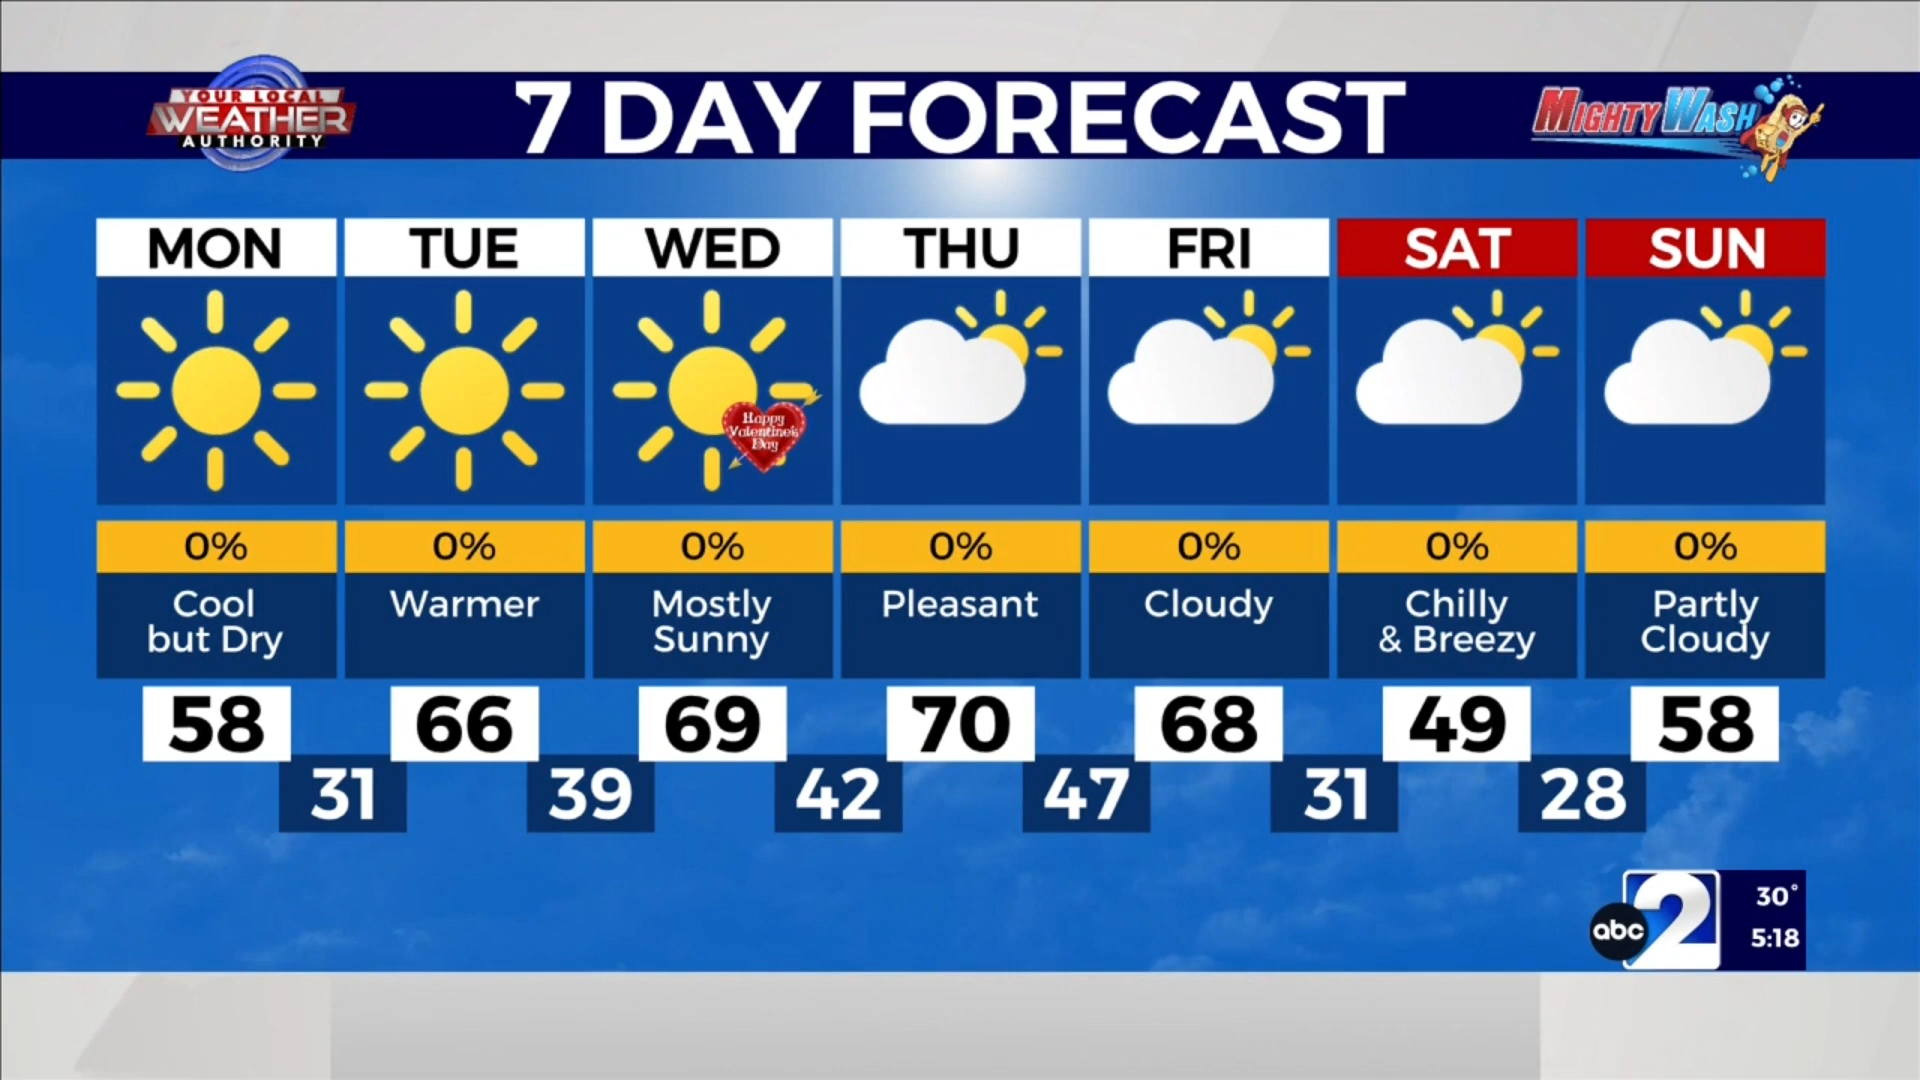 YOUR LOCAL
WEATHER
AUTHORITY
7 DAY FORECAST
MIGHTY WASH
MON TUE WED THU FRI SAT SUN
Happy
Valentine's
Day
0% 0% 0% 0% 0% 0% 0%
Cool Warmer Mostly Pleasant Cloudy Chilly Partly
but Dry Sunny & Breezy Cloudy
58 66 69 70 68 49 58
31 39 42 47 31 28
abc 2 30°
5:18